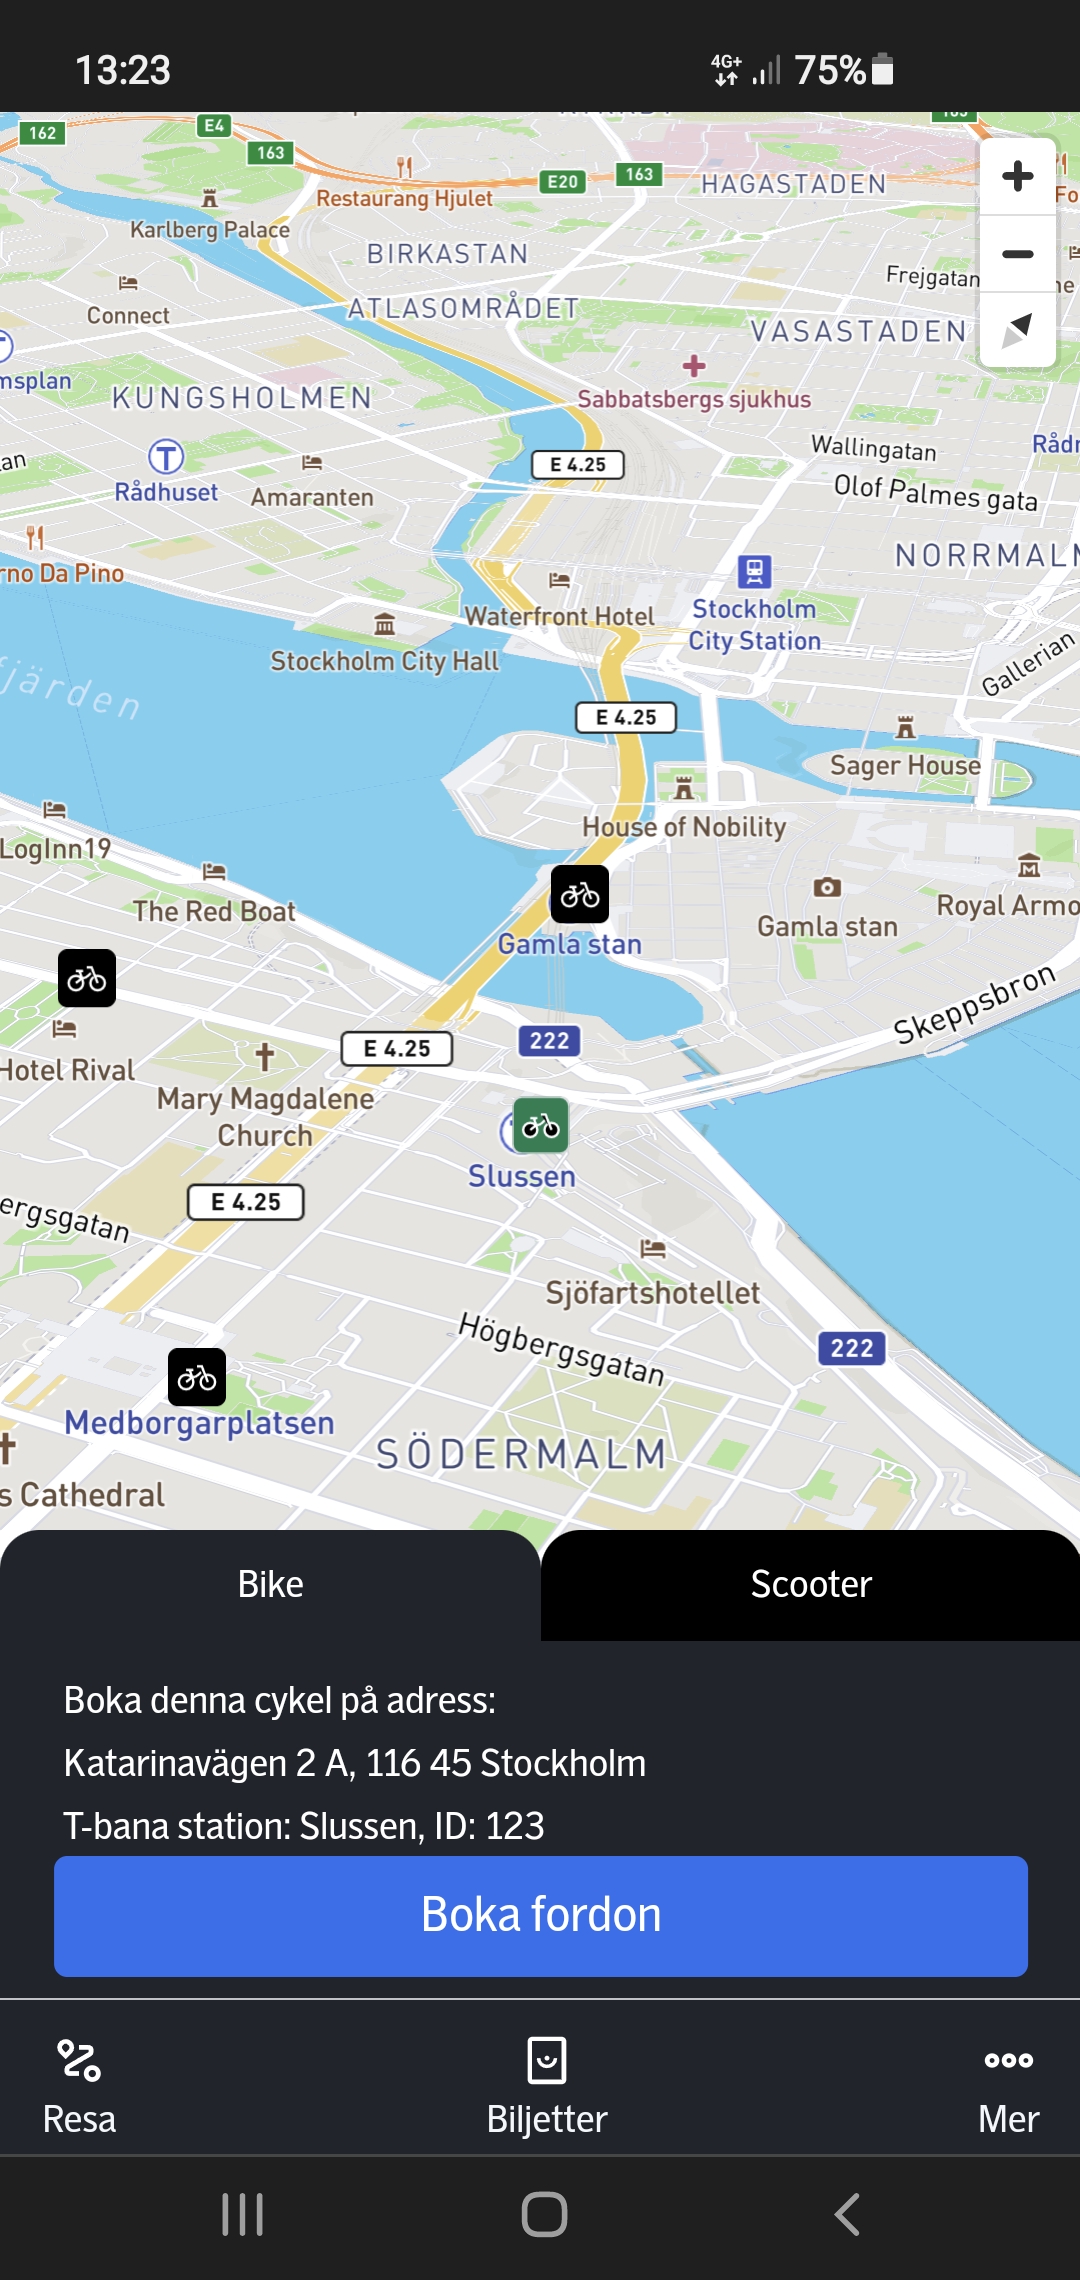 13:23
4G+
75%
162
E4
163
E20
163
Restaurang Hjulet
HAGASTADEN
Karlberg Palace
BIRKASTAN
Frejgatan
Connect
ATLASOMRÅDET
VASASTADEN
msplan
KUNGSHOLMEN
Sabbatsbergs sjukhus
Wallingatan
Rådhuset
Amaranten
E 4.25
Olof Palmes gata
rno Da Pino
NORRMALM
Waterfront Hotel
Stockholm
City Station
Stockholm City Hall
Gallerian
fjärden
E 4.25
Sager House
House of Nobility
LogInn19
The Red Boat
Gamla stan
Gamla stan
Royal Armo
Skeppsbron
E 4.25
222
Hotel Rival
Mary Magdalene
Church
Slussen
E 4.25
ergsgatan
Sjöfartshotellet
Högbergsgatan
222
Medborgarplatsen
SÖDERMALM
s Cathedral
Bike
Scooter
Boka denna cykel på adress:
Katarinavägen 2 A, 116 45 Stockholm
T-bana station: Slussen, ID: 123
Boka fordon
Resa
Biljetter
Mer